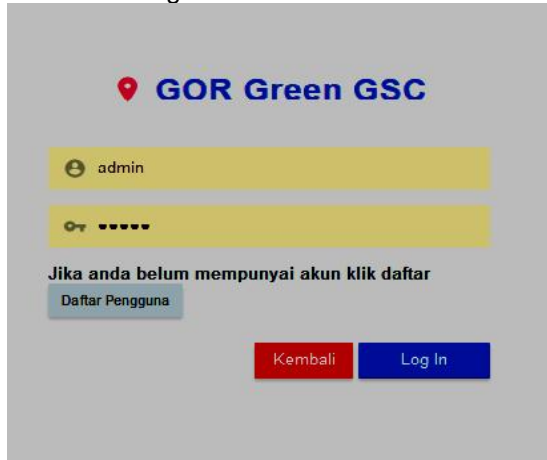 GOR Green GSC
admin
•••••
Jika anda belum mempunyai akun klik daftar
Daftar Pengguna
Kembali
Log In